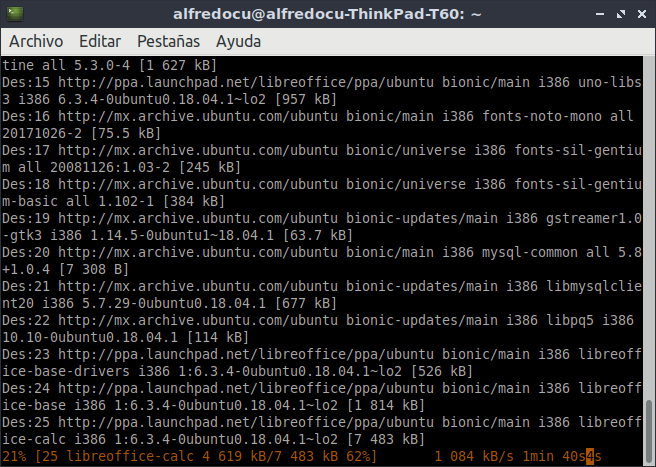 alfredocu@alfredocu-ThinkPad-T60: ~
Archivo Editar Pestañas Ayuda
tine all 5.3.0-4 [1 627 kB]
Des:15 http://ppa.launchpad.net/libreoffice/ppa/ubuntu bionic/main i386 uno-libs
3 i386 6.3.4-0ubuntu0.18.04.1~lo2 [957 kB]
Des:16 http://mx.archive.ubuntu.com/ubuntu bionic/main i386 fonts-noto-mono all
20171026-2 [75.5 kB]
Des:17 http://mx.archive.ubuntu.com/ubuntu bionic/universe i386 fonts-sil-gentiu
m all 20081126:1.03-2 [245 kB]
Des:18 http://mx.archive.ubuntu.com/ubuntu bionic/universe i386 fonts-sil-gentiu
m-basic all 1.102-1 [384 kB]
Des:19 http://mx.archive.ubuntu.com/ubuntu bionic-updates/main i386 gstreamer1.0
-gtk3 i386 1.14.5-0ubuntu1~18.04.1 [63.7 kB]
Des:20 http://mx.archive.ubuntu.com/ubuntu bionic/main i386 mysql-common all 5.8
+1.0.4 [7 308 B]
Des:21 http://mx.archive.ubuntu.com/ubuntu bionic-updates/main i386 libmysqlclie
nt20 i386 5.7.29-0ubuntu0.18.04.1 [677 kB]
Des:22 http://mx.archive.ubuntu.com/ubuntu bionic-updates/main i386 libpq5 i386
10.10-0ubuntu0.18.04.1 [114 kB]
Des:23 http://ppa.launchpad.net/libreoffice/ppa/ubuntu bionic/main i386 libreoff
ice-base-drivers i386 1:6.3.4-0ubuntu0.18.04.1~lo2 [526 kB]
Des:24 http://ppa.launchpad.net/libreoffice/ppa/ubuntu bionic/main i386 libreoff
ice-base i386 1:6.3.4-0ubuntu0.18.04.1~lo2 [1 814 kB]
Des:25 http://ppa.launchpad.net/libreoffice/ppa/ubuntu bionic/main i386 libreoff
ice-calc i386 1:6.3.4-0ubuntu0.18.04.1~lo2 [7 483 kB]
21% [25 libreoffice-calc 4 619 kB/7 483 kB 62%] 1 084 kB/s 1min 40s4s